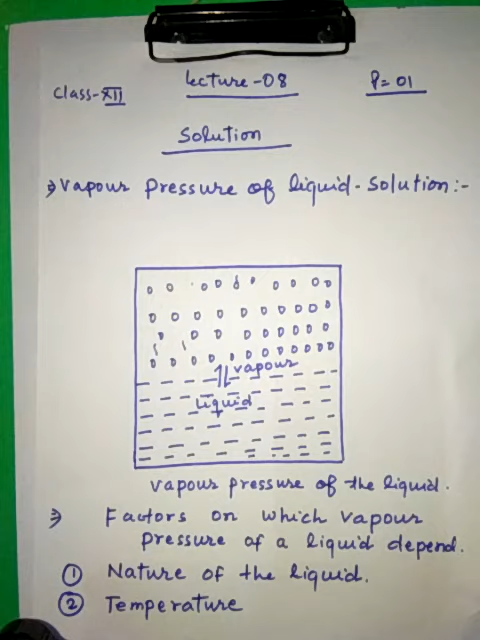 Class-XII
Lecture-08
P=01
Solution
⇒ Vapour Pressure of liquid-Solution:-
vapour
liquid
Vapour pressure of the liquid.
⇒ Factors on which vapour
pressure of a liquid depend.
① Nature of the liquid.
② Temperature